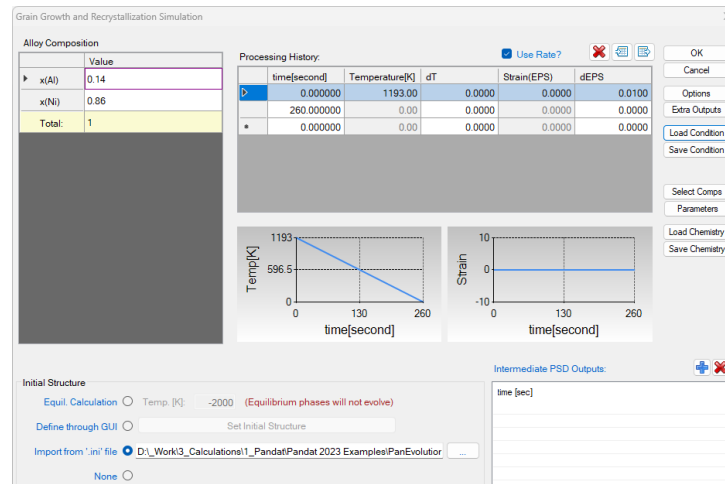 Grain Growth and Recrystallization Simulation
Alloy Composition
Value
x(Al) 0.14
x(Ni) 0.86
Total: 1
Processing History:
Use Rate?
time[second] Temperature[K] dT Strain(EPS) dEPS
0.000000 1193.00 0.0000 0.0000 0.0100
260.000000 0.00 0.0000 0.0000 0.0000
0.000000 0.00 0.0000 0.0000 0.0000
OK
Cancel
Options
Extra Outputs
Load Condition
Save Condition
Select Comps
Parameters
Load Chemistry
Save Chemistry
Temp[K]
1193
596.5
0
0 130 260
time[second]
Strain
10
0
-10
0 130 260
time[second]
Initial Structure
Equil. Calculation Temp. [K]: -2000 (Equilibrium phases will not evolve)
Define through GUI Set Initial Structure
Import from '.ini' file D:\_Work\3_Calculations\1_Pandat\Pandat 2023 Examples\PanEvolution ...
None
Intermediate PSD Outputs:
time [sec]